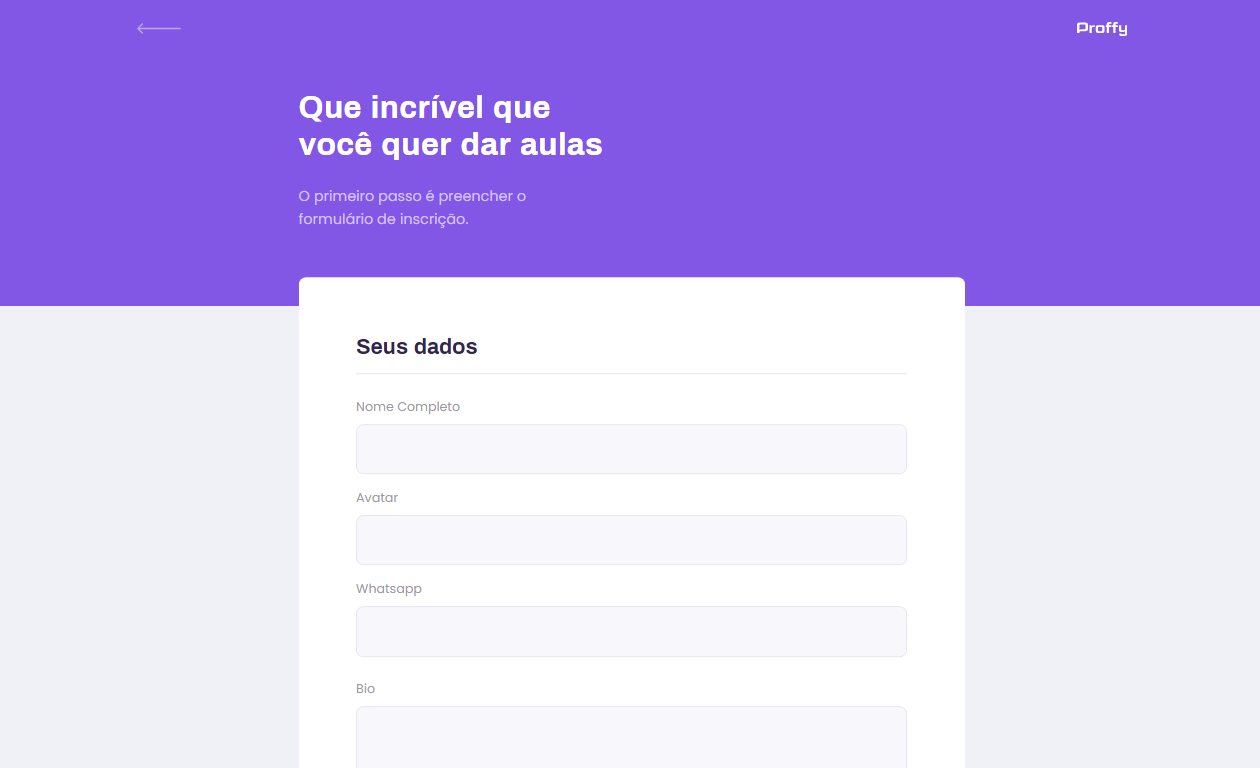 Proffy
Que incrível que
você quer dar aulas
O primeiro passo é preencher o
formulário de inscrição.
Seus dados
Nome Completo
Avatar
Whatsapp
Bio